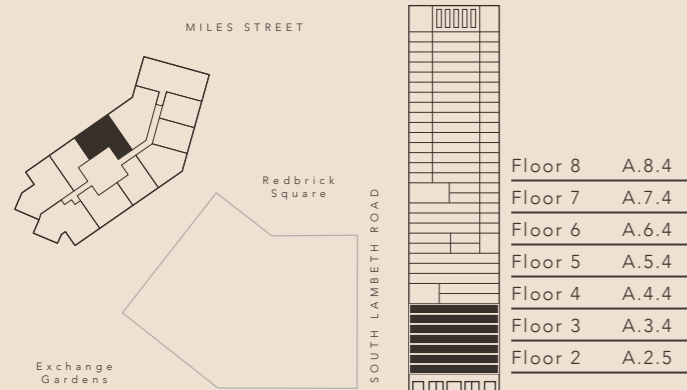 MILES STREET
Redbrick
Square
SOUTH LAMBETH ROAD
Exchange
Gardens
Floor 8 A.8.4
Floor 7 A.7.4
Floor 6 A.6.4
Floor 5 A.5.4
Floor 4 A.4.4
Floor 3 A.3.4
Floor 2 A.2.5